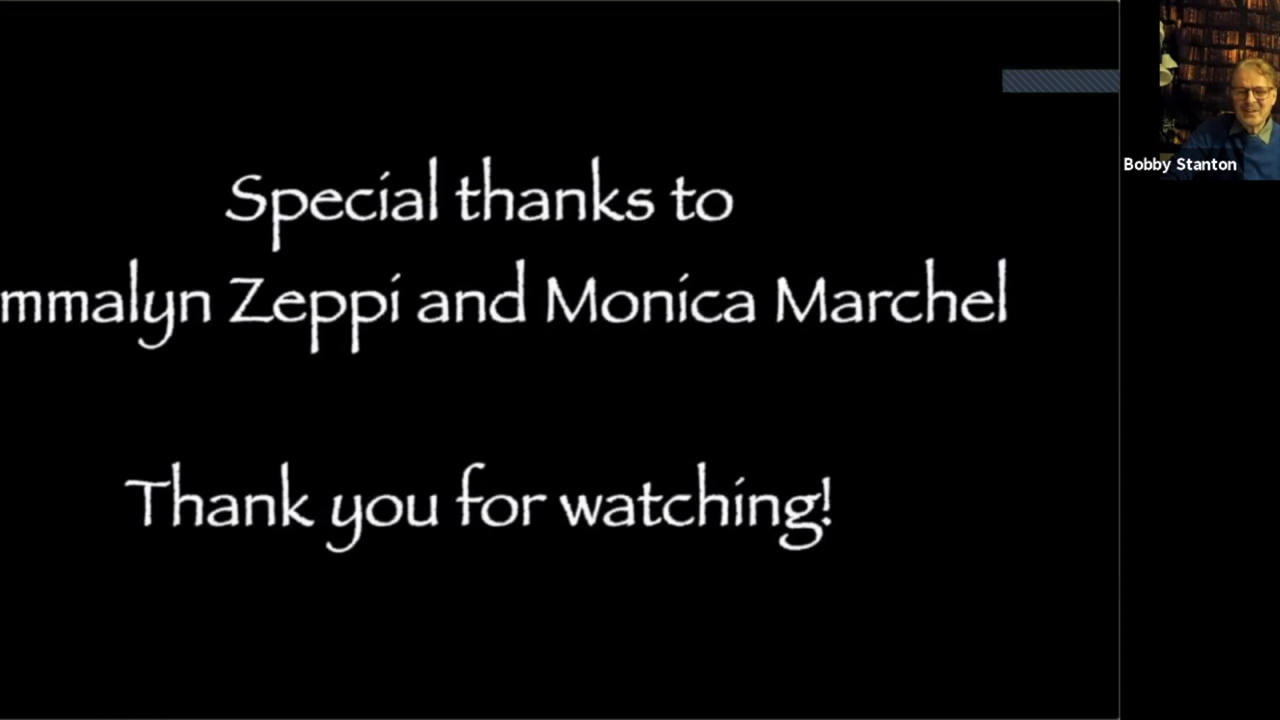 Special thanks to
mmalyn Zeppi and Monica Marchel
Thank you for watching!
Bobby Stanton